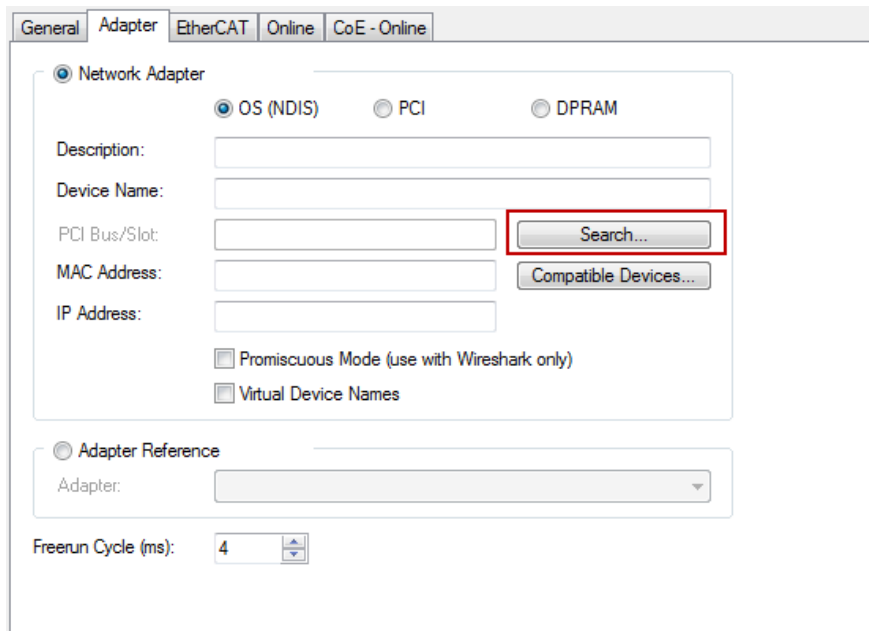 General Adapter EtherCAT Online CoE - Online
Network Adapter
OS (NDIS) PCI DPRAM
Description:
Device Name:
PCI Bus/Slot: Search...
MAC Address: Compatible Devices...
IP Address:
Promiscuous Mode (use with Wireshark only)
Virtual Device Names
Adapter Reference
Adapter:
Freerun Cycle (ms): 4